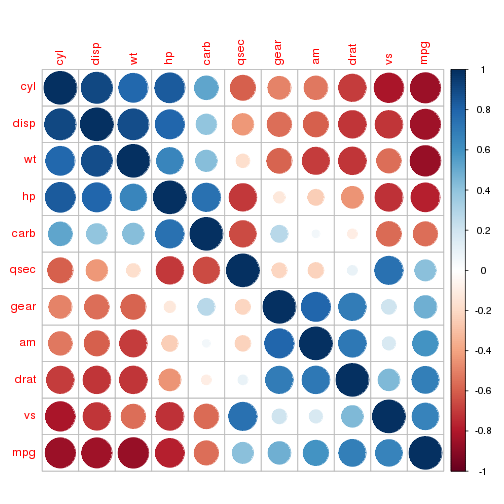 cyl disp wt hp carb qsec gear am drat vs mpg
cyl
disp
wt
hp
carb
qsec
gear
am
drat
vs
mpg
1
0.8
0.6
0.4
0.2
0
-0.2
-0.4
-0.6
-0.8
-1